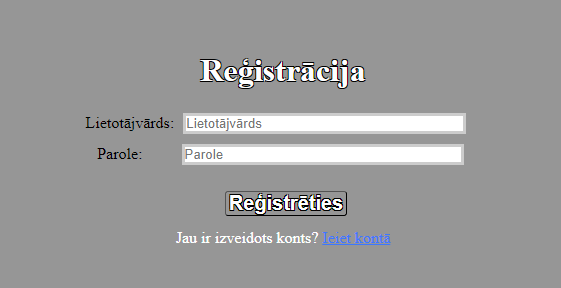 Reģistrācija
Lietotājvārds: Lietotājvārds
Parole: Parole
Reģistrēties
Jau ir izveidots konts? Ieiet kontā